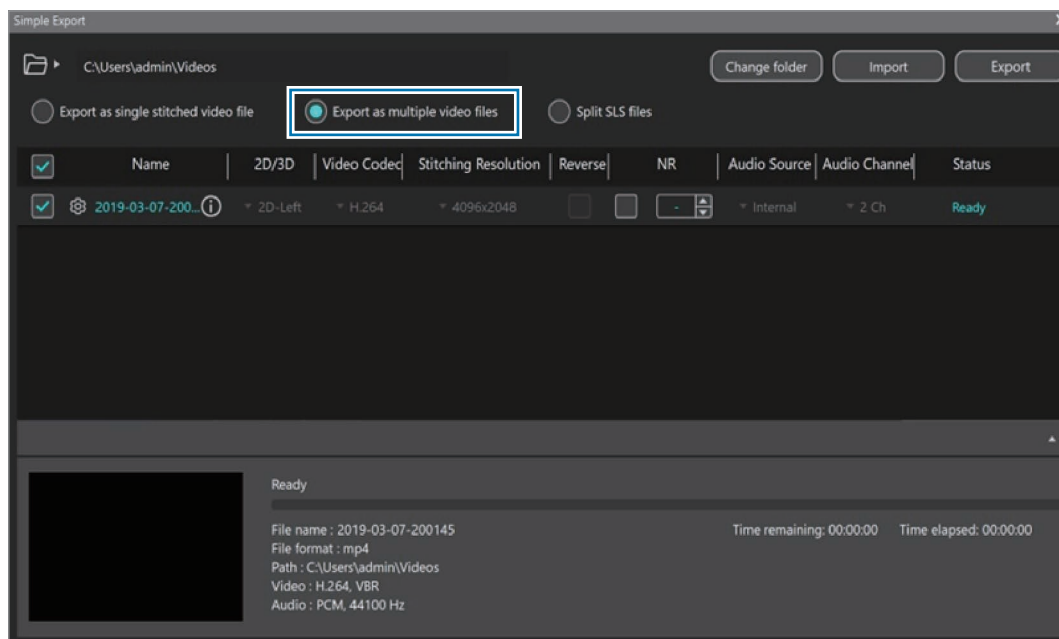 Simple Export
C:\Users\admin\Videos Change folder Import Export
Export as single stitched video file Export as multiple video files Split SLS files
Name 2D/3D Video Codec Stitching Resolution Reverse NR Audio Source Audio Channel Status
2019-03-07-200... 2D-Left H.264 4096x2048 - Internal 2 Ch Ready
Ready
File name : 2019-03-07-200145 Time remaining: 00:00:00 Time elapsed: 00:00:00
File format : mp4
Path : C:\Users\admin\Videos
Video : H.264, VBR
Audio : PCM, 44100 Hz